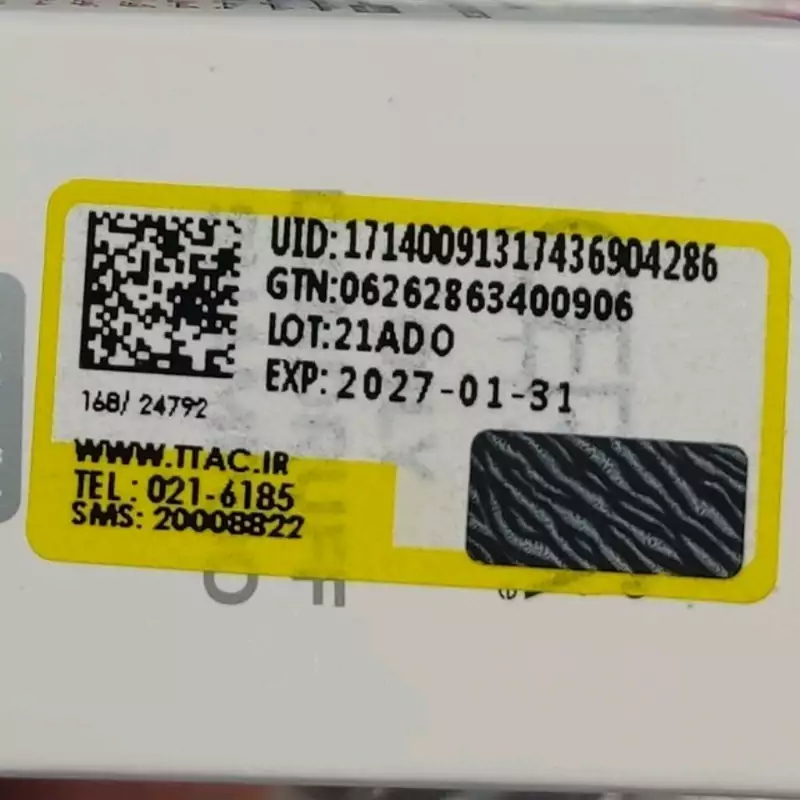 UID:17140091317436904286
GTN:06262863400906
LOT:21ADO
EXP: 2027-01-31
168/ 24792
WWW.TTAC.IR
TEL : 021-6185
SMS: 20008822